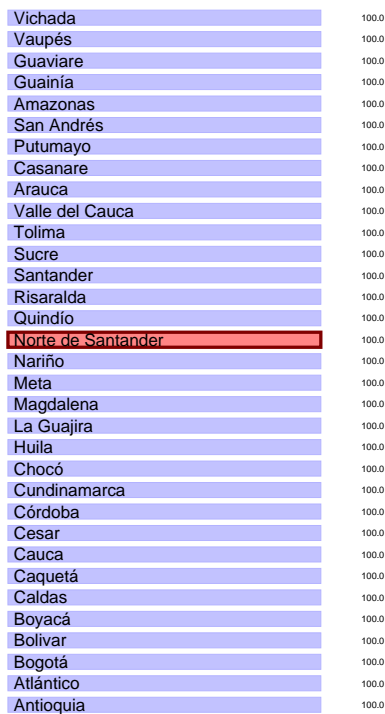 Vichada 100.0
Vaupés 100.0
Guaviare 100.0
Guainía 100.0
Amazonas 100.0
San Andrés 100.0
Putumayo 100.0
Casanare 100.0
Arauca 100.0
Valle del Cauca 100.0
Tolima 100.0
Sucre 100.0
Santander 100.0
Risaralda 100.0
Quindío 100.0
Norte de Santander 100.0
Nariño 100.0
Meta 100.0
Magdalena 100.0
La Guajira 100.0
Huila 100.0
Chocó 100.0
Cundinamarca 100.0
Córdoba 100.0
Cesar 100.0
Cauca 100.0
Caquetá 100.0
Caldas 100.0
Boyacá 100.0
Bolivar 100.0
Bogotá 100.0
Atlántico 100.0
Antioquia 100.0